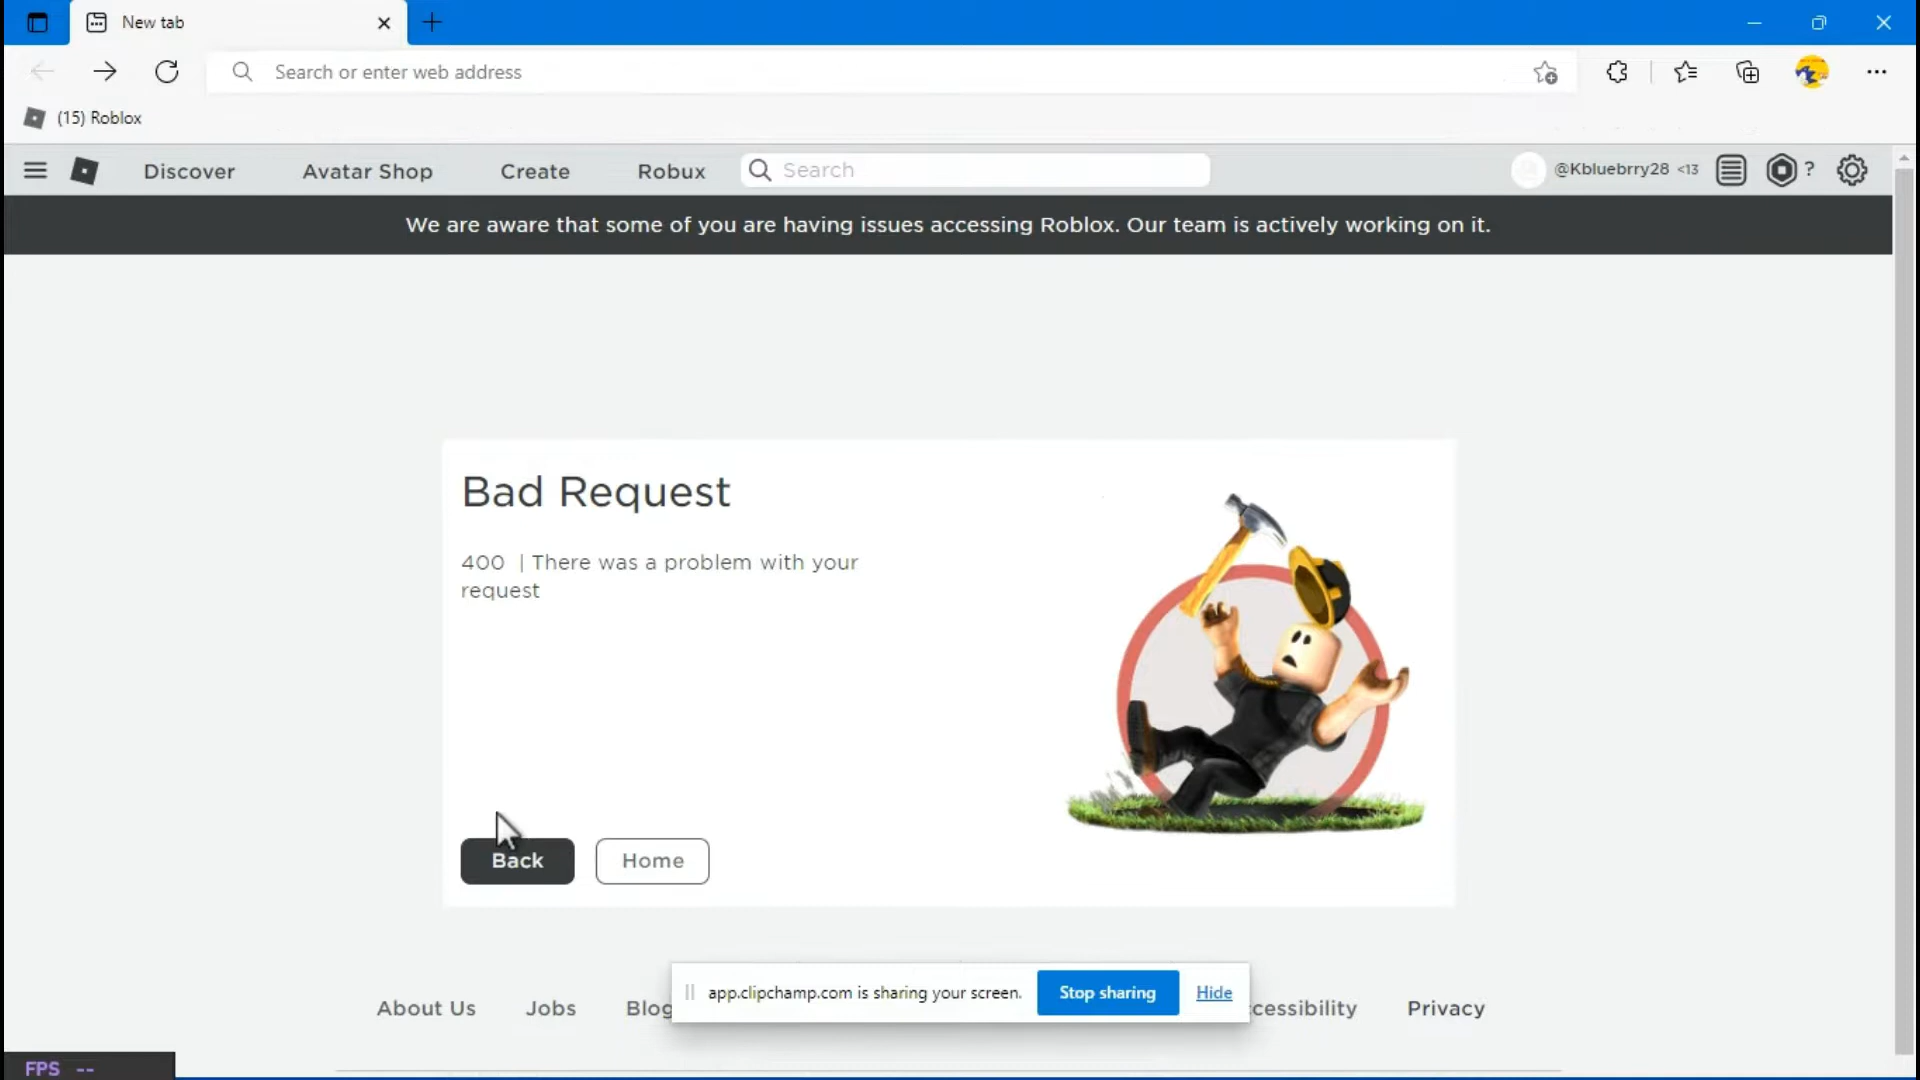 New tab
Search or enter web address
(15) Roblox
Discover
Avatar Shop
Create
Robux
Search
@Kbluebrry28 <13
?
We are aware that some of you are having issues accessing Roblox. Our team is actively working on it.
Bad Request
400 | There was a problem with your
request
Back
Home
About Us
Jobs
Blog
app.clipchamp.com is sharing your screen.
Stop sharing
Hide
cessibility
Privacy
FPS --